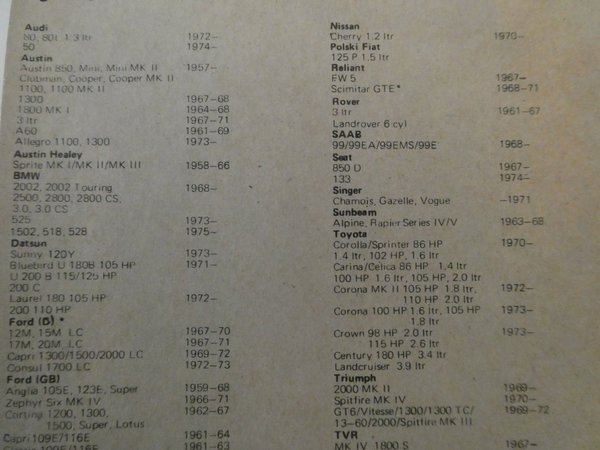 Audi
80, 80L 1.3 ltr 1972–
50 1974–
Austin
Austin 850, Mini, Mini MK II 1957–
Clubman, Cooper, Cooper MK II
1100, 1100 MK II
1300 1967–68
1800 MK I 1964–68
3 ltr 1967–71
A60 1961–69
Allegro 1100, 1300 1973–
Austin Healey
Sprite MK I/MK II/MK III 1958–66
BMW
2002, 2002 Touring 1968–
2500, 2800, 2800 CS,
3.0, 3.0 CS
525 1973–
1502, 518, 528 1975–
Datsun
Sunny 120Y 1973–
Bluebird U 180B 105 HP 1971–
U 200 B 115/125 HP
200 C
Laurel 180 105 HP 1972–
200 110 HP
Ford (D) *
12M, 15M LC 1967–70
17M, 20M LC 1967–71
Capri 1300/1500/2000 LC 1969–72
Consul 1700 LC 1972–73
Ford (GB)
Anglia 105E, 123E, Super 1959–68
Zephyr Six MK IV 1966–71
Cortina 1200, 1300, 1962–67
1500, Super, Lotus
Capri 109E/116E 1961–64
109E/116E 1961–63
Nissan
Cherry 1.2 ltr 1970–
Polski Fiat
125 P 1.5 ltr
Reliant
FW 5 1967–
Scimitar GTE* 1968–71
Rover
3 ltr 1961–67
Landrover 6 cyl
SAAB
99/99EA/99EMS/99E 1968–
Seat
850 D 1967–
133 1974–
Singer
Chamois, Gazelle, Vogue –1971
Sunbeam
Alpine, Rapier Series IV/V 1963–68
Toyota
Corolla/Sprinter 86 HP 1970–
1.4 ltr, 102 HP, 1.6 ltr
Carina/Celica 86 HP 1.4 ltr
100 HP 1.6 ltr, 105 HP, 2.0 ltr
Corona MK II 105 HP 1.8 ltr, 1972–
110 HP 2.0 ltr
Corona 100 HP 1.6 ltr, 105 HP 1973–
1.8 ltr
Crown 98 HP 2.0 ltr 1973–
115 HP 2.6 ltr
Century 180 HP 3.4 ltr
Landcruiser 3.9 ltr
Triumph
2000 MK II 1969–
Spitfire MK IV 1970–
GT6/Vitesse/1300/1300 TC/ 1969–72
13–60/2000/Spitfire MK III
TVR
MK IV 1800 S 1967–